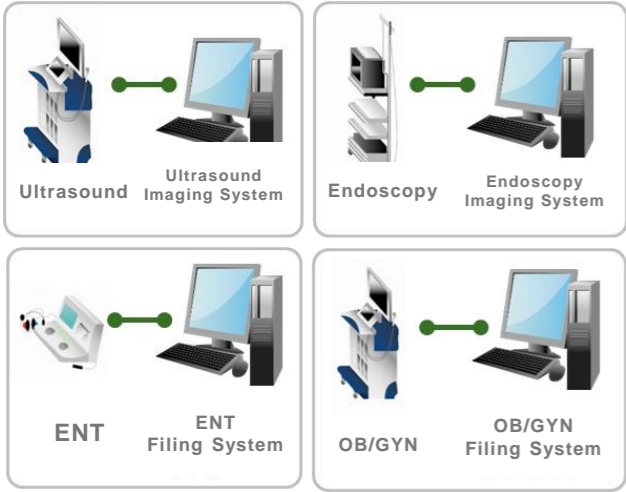 Ultrasound
Ultrasound
Imaging System
Endoscopy
Endoscopy
Imaging System
ENT
ENT
Filing System
OB/GYN
OB/GYN
Filing System